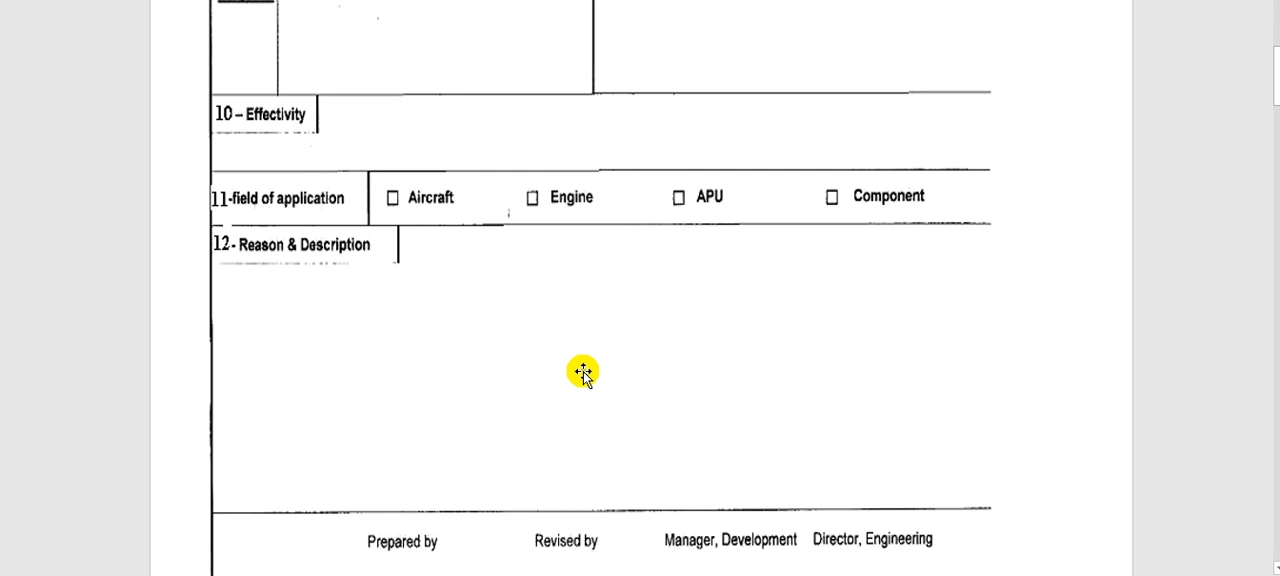 10 – Effectivity
11-field of application ☐ Aircraft ☐ Engine ☐ APU ☐ Component
12- Reason & Description
Prepared by Revised by Manager, Development Director, Engineering